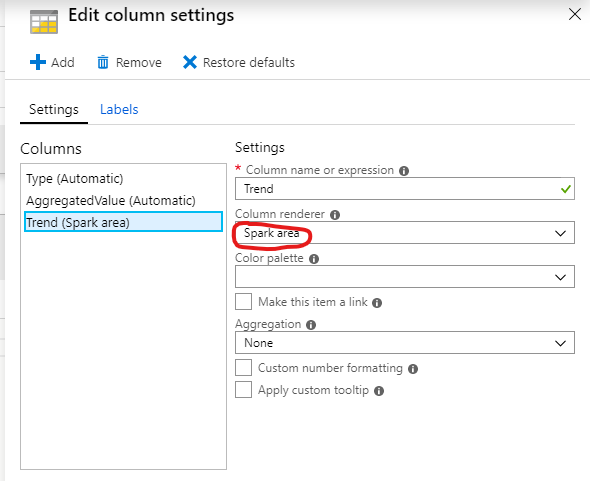 Edit column settings
Add
Remove
Restore defaults
Settings
Labels
Columns
Type (Automatic)
AggregatedValue (Automatic)
Trend (Spark area)
Settings
* Column name or expression
Trend
Column renderer
Spark area
Color palette
Make this item a link
Aggregation
None
Custom number formatting
Apply custom tooltip